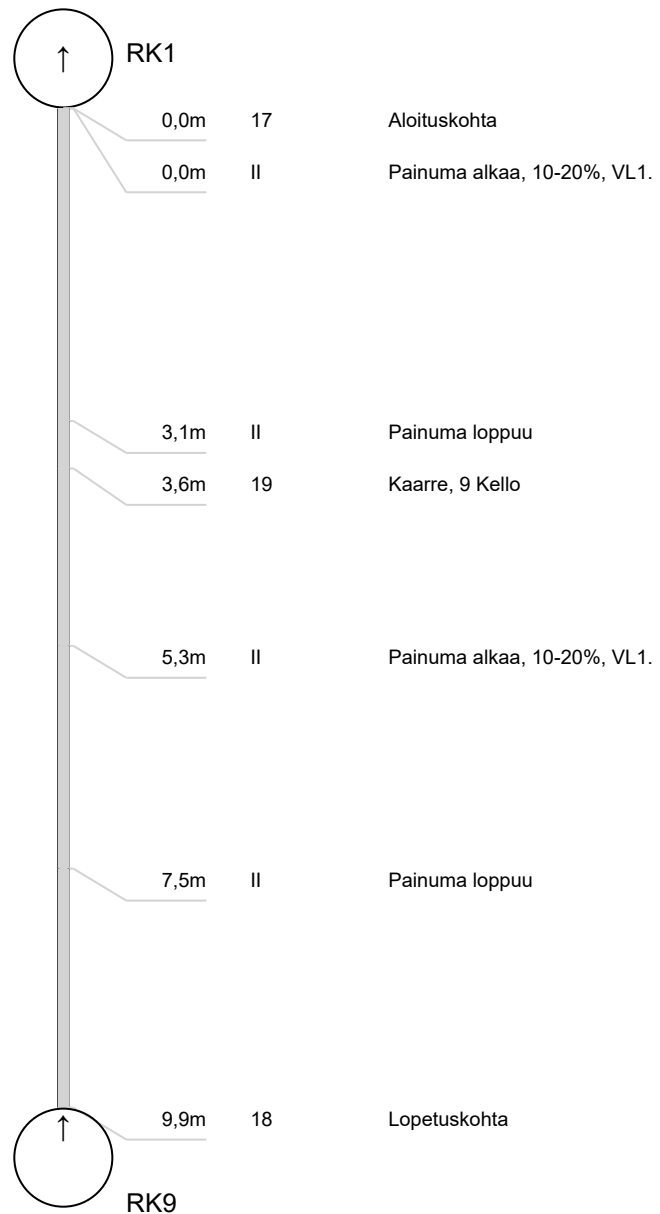 ↑ RK1
0,0m 17 Aloituskohta
0,0m II Painuma alkaa, 10-20%, VL1.
3,1m II Painuma loppuu
3,6m 19 Kaarre, 9 Kello
5,3m II Painuma alkaa, 10-20%, VL1.
7,5m II Painuma loppuu
9,9m 18 Lopetuskohta
↑
RK9